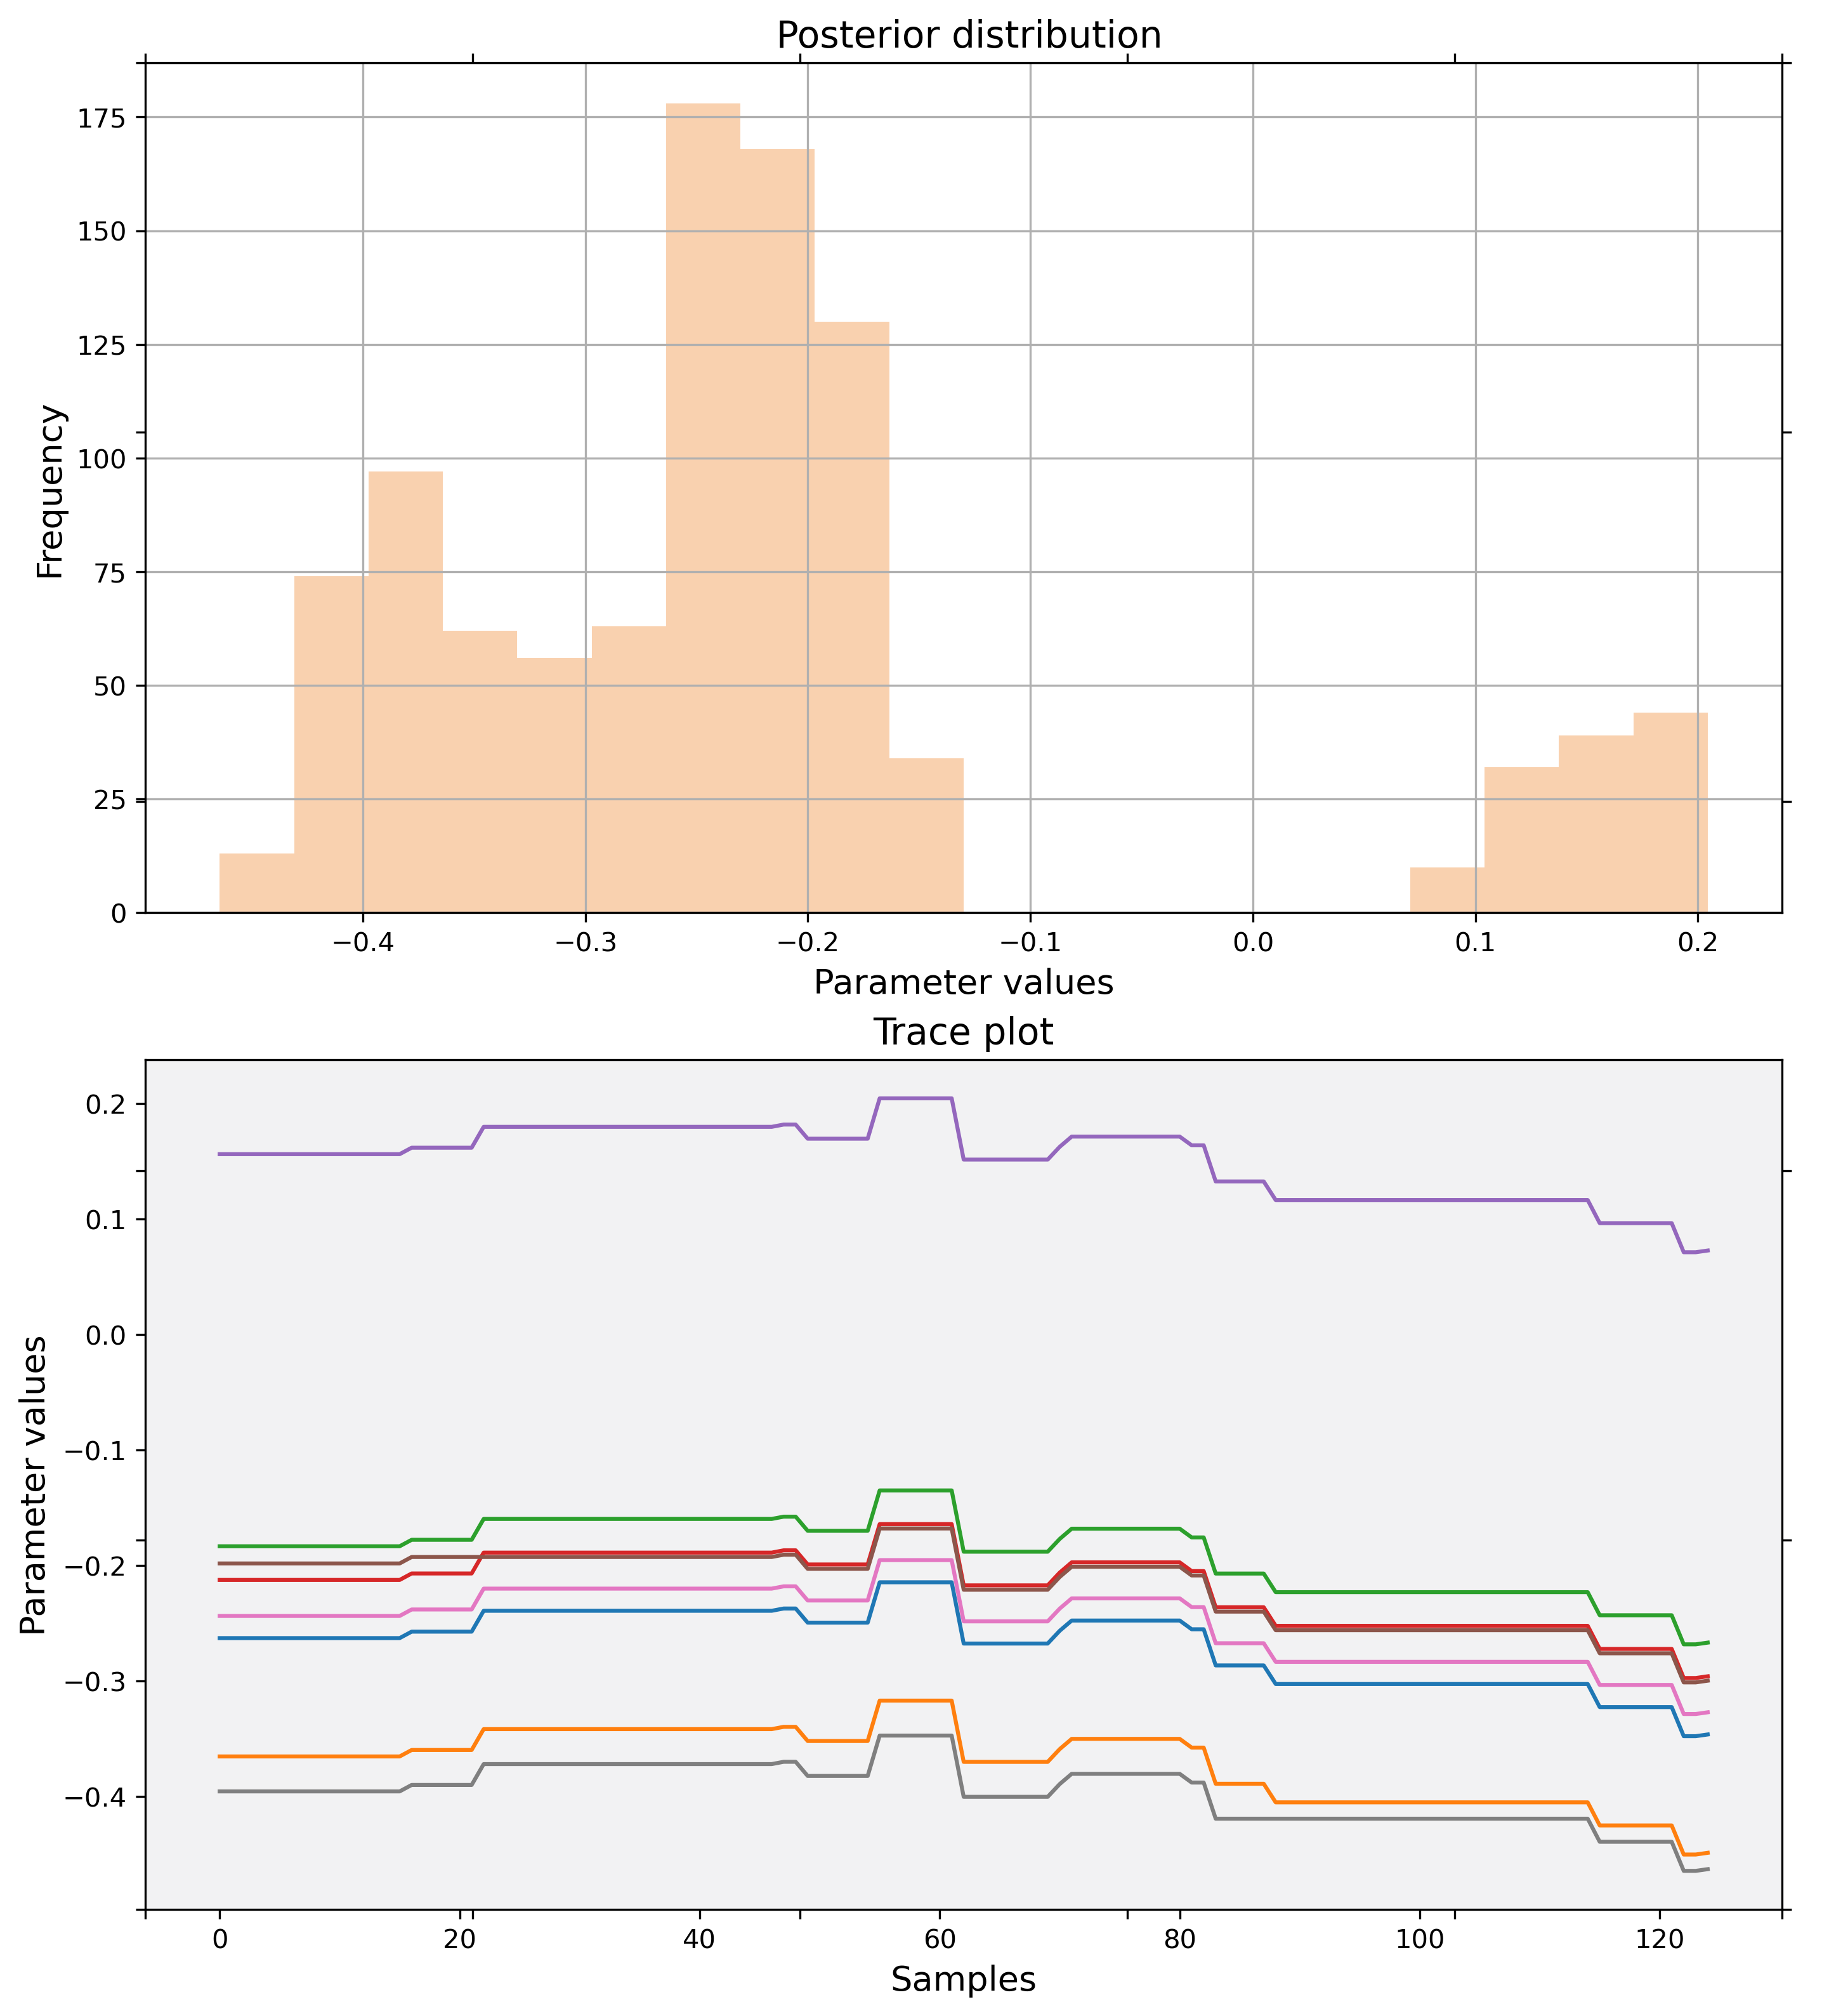 Posterior distribution
175
150
125
100
75
50
25
0
Frequency
−0.4 −0.3 −0.2 −0.1 0.0 0.1 0.2
Parameter values
Trace plot
0.2
0.1
0.0
−0.1
−0.2
−0.3
−0.4
Parameter values
0 20 40 60 80 100 120
Samples